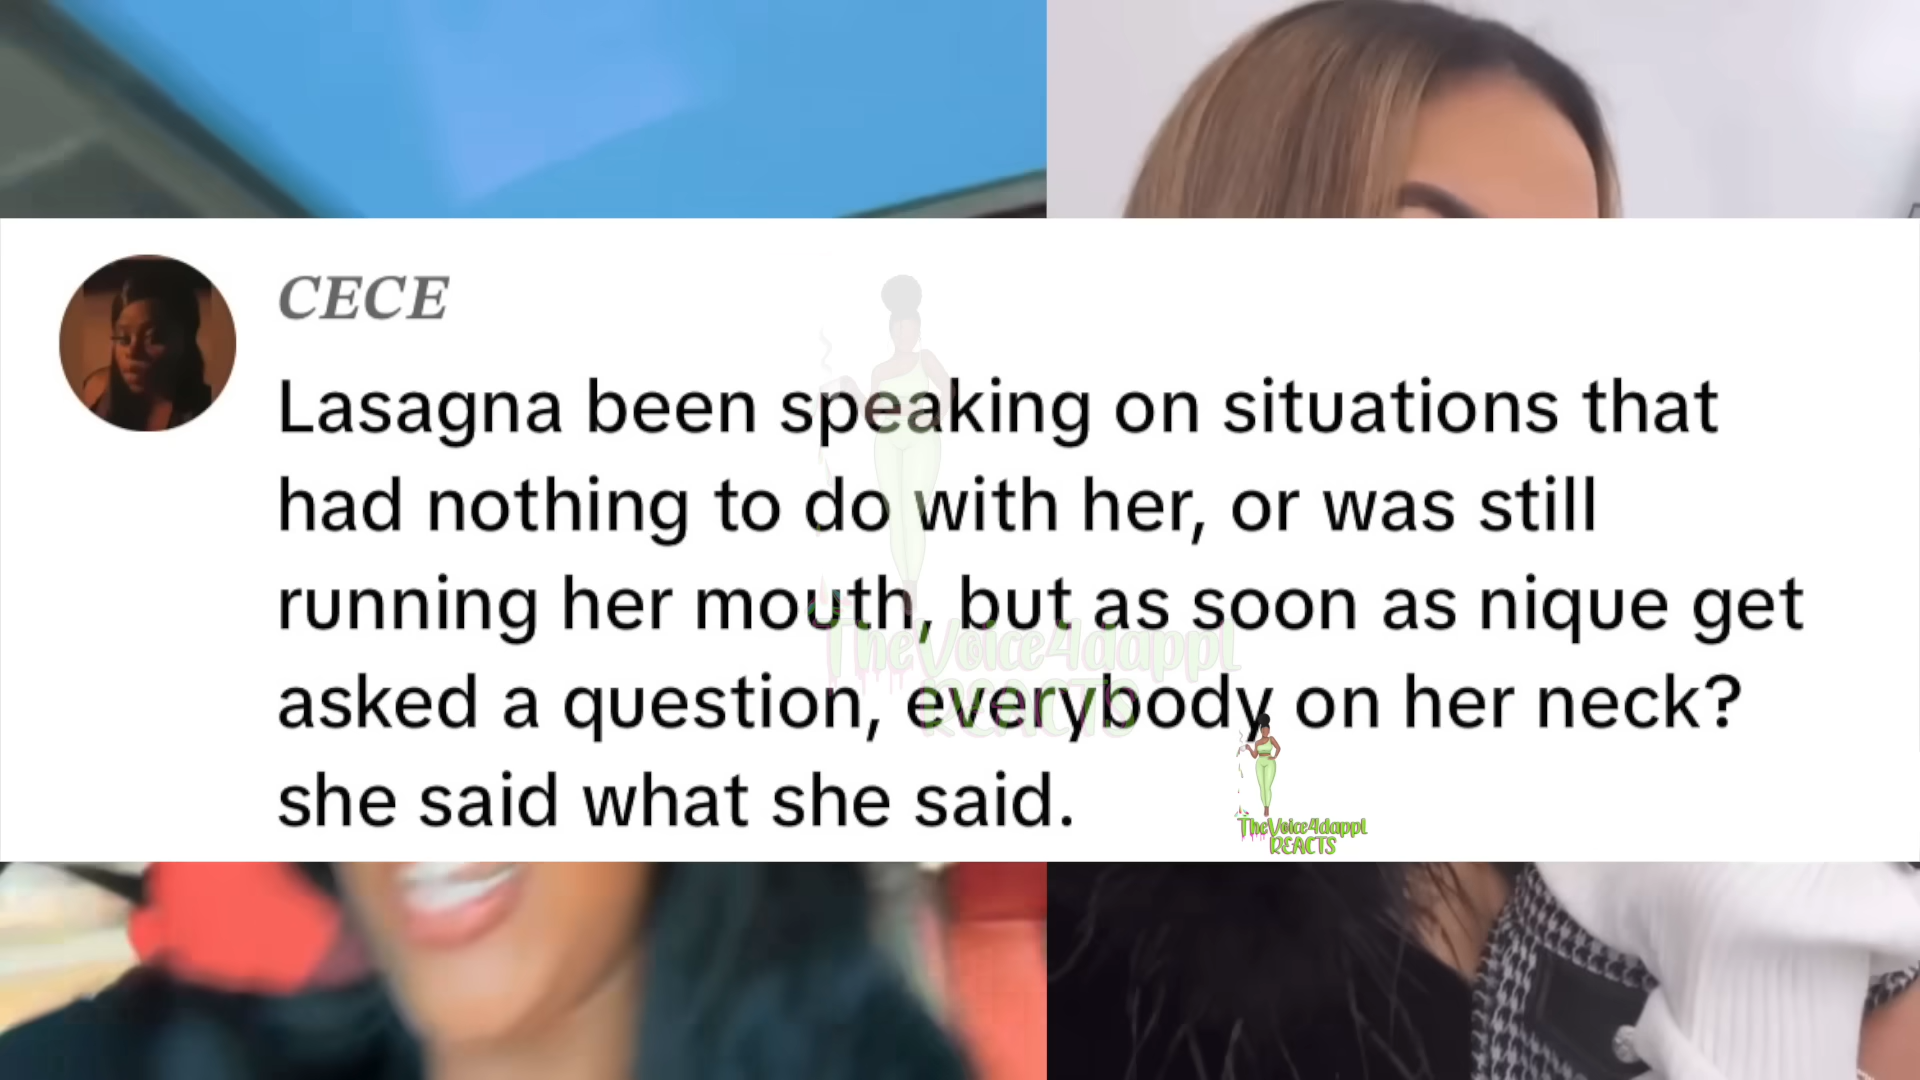 CECE
Lasagna been speaking on situations that
had nothing to do with her, or was still
running her mouth, but as soon as nique get
asked a question, everybody on her neck?
she said what she said.
TheVoice4dappl
REACTS
TheVoice4dappl
REACTS